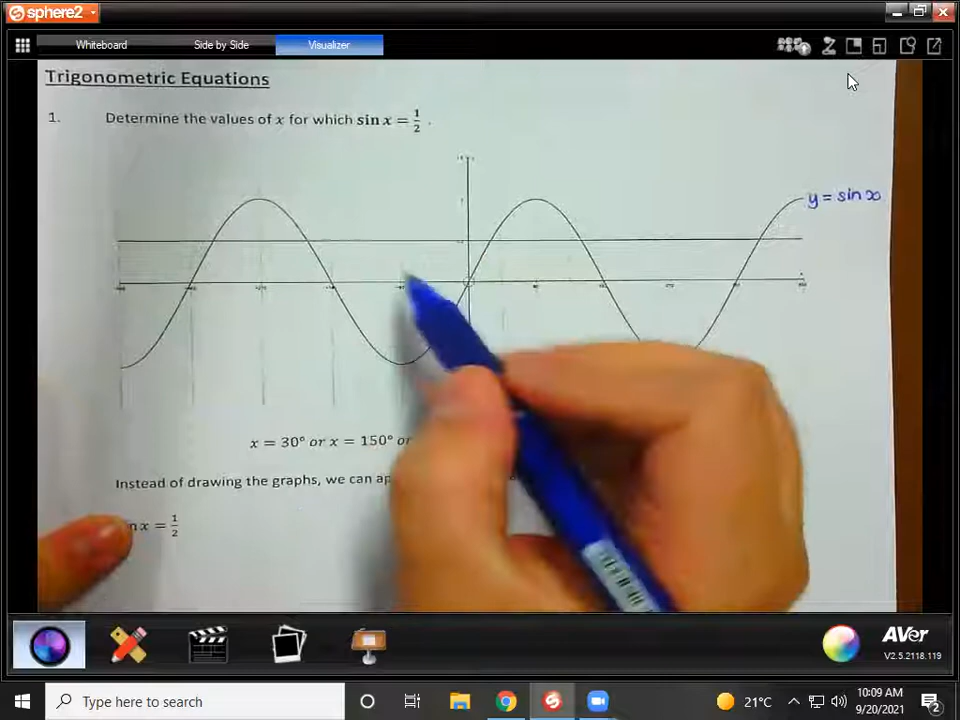 sphere2
Whiteboard
Side by Side
Visualizer
Trigonometric Equations
1. Determine the values of x for which sin x = 1/2 .
y = sin x
x = 30° or x = 150° or
Instead of drawing the graphs, we can
x = 1/2
AVer
V2.5.2118.119
Type here to search
21°C
10:09 AM
9/20/2021
2